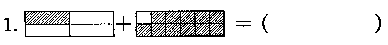 1. + = ( )